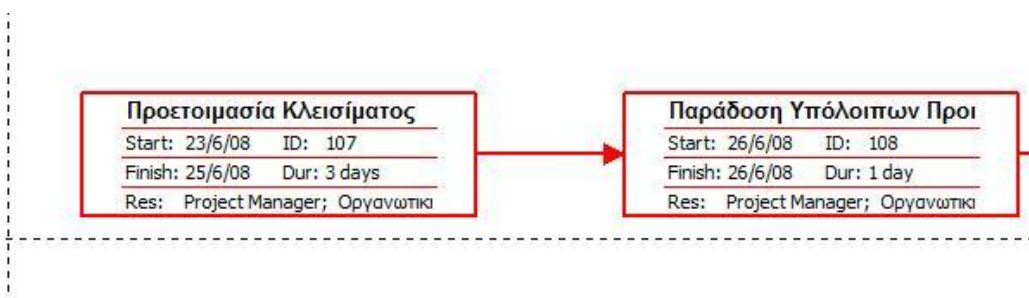 Προετοιμασία Κλεισίματος
Start: 23/6/08 ID: 107
Finish: 25/6/08 Dur: 3 days
Res: Project Manager; Οργανωτικι
Παράδοση Υπόλοιπων Προι
Start: 26/6/08 ID: 108
Finish: 26/6/08 Dur: 1 day
Res: Project Manager; Οργανωτικι